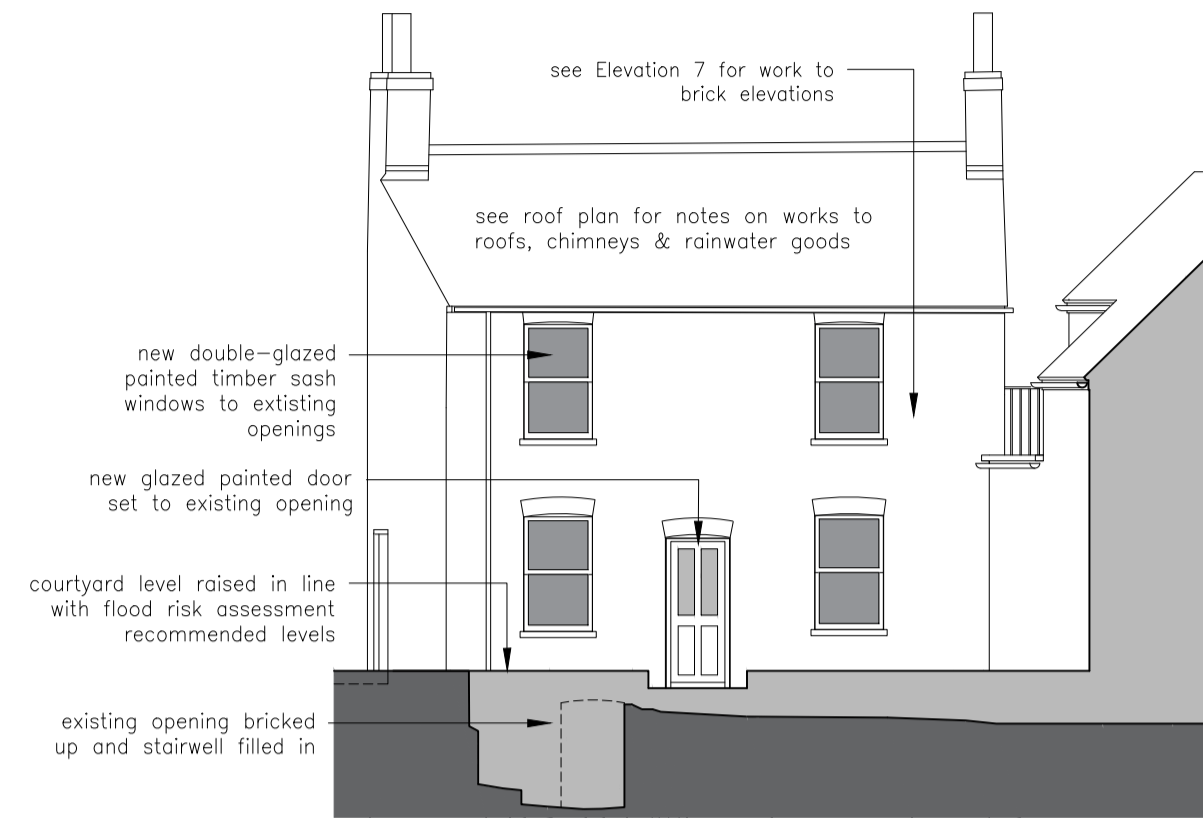 see Elevation 7 for work to
brick elevations
see roof plan for notes on works to
roofs, chimneys & rainwater goods
new double-glazed
painted timber sash
windows to extisting
openings
new glazed painted door
set to existing opening
courtyard level raised in line
with flood risk assessment
recommended levels
existing opening bricked
up and stairwell filled in